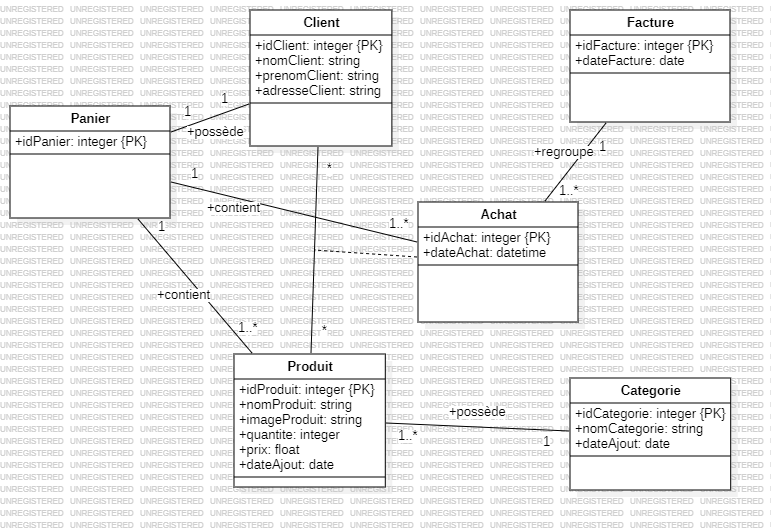 Client
+idClient: integer {PK}
+nomClient: string
+prenomClient: string
+adresseClient: string
Facture
+idFacture: integer {PK}
+dateFacture: date
Panier
+idPanier: integer {PK}
1
1
+possède
+regroupe
1
1..*
*
1
+contient
1..*
Achat
+idAchat: integer {PK}
+dateAchat: datetime
1
+contient
1..*
*
Produit
+idProduit: integer {PK}
+nomProduit: string
+imageProduit: string
+quantite: integer
+prix: float
+dateAjout: date
+possède
1..*
1
Categorie
+idCategorie: integer {PK}
+nomCategorie: string
+dateAjout: date
UNREGISTERED